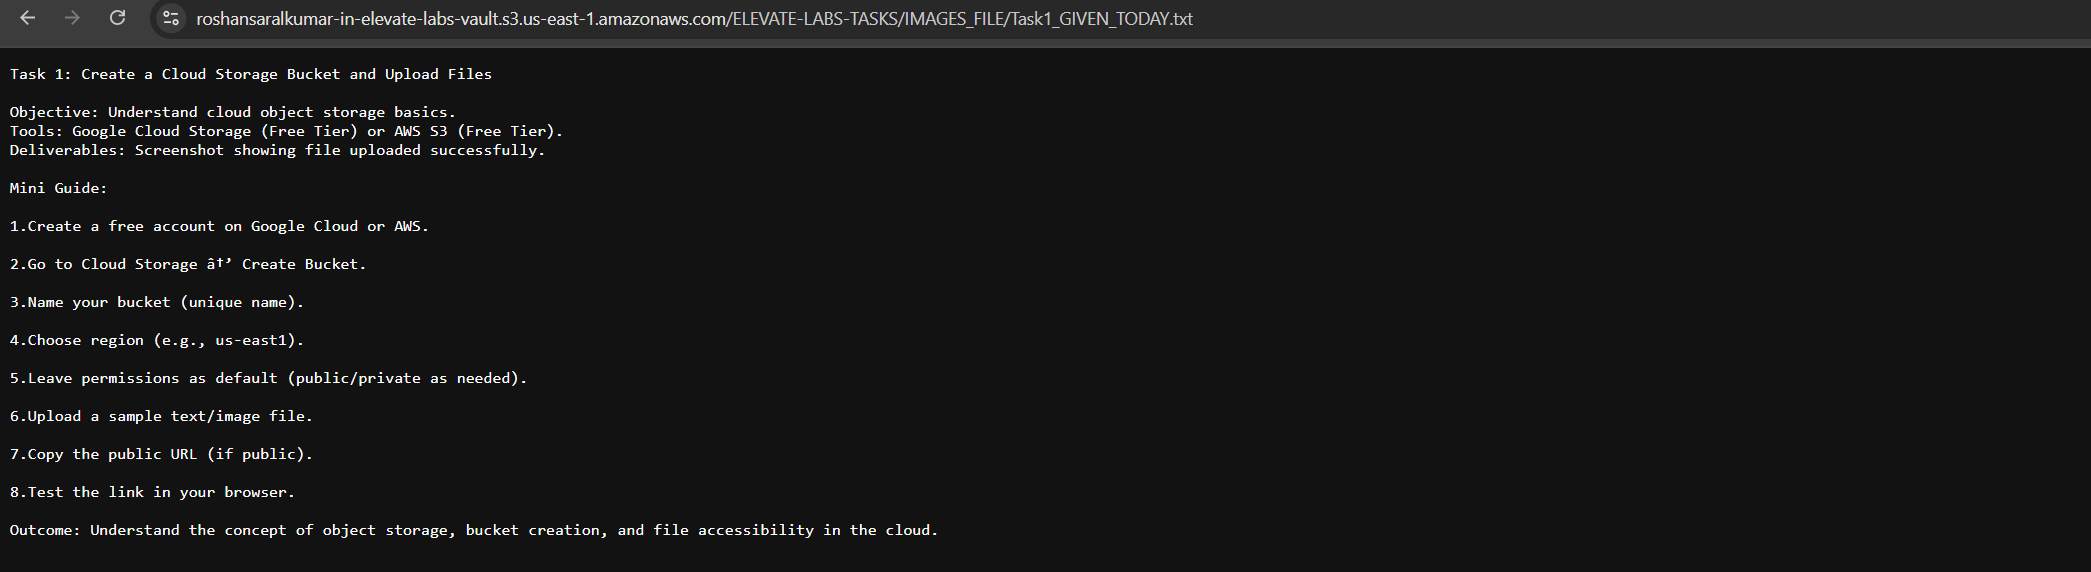 roshansaralkumar-in-elevate-labs-vault.s3.us-east-1.amazonaws.com/ELEVATE-LABS-TASKS/IMAGES_FILE/Task1_GIVEN_TODAY.txt
Task 1: Create a Cloud Storage Bucket and Upload Files
Objective: Understand cloud object storage basics.
Tools: Google Cloud Storage (Free Tier) or AWS S3 (Free Tier).
Deliverables: Screenshot showing file uploaded successfully.
Mini Guide:
1.Create a free account on Google Cloud or AWS.
2.Go to Cloud Storage â†’ Create Bucket.
3.Name your bucket (unique name).
4.Choose region (e.g., us-east1).
5.Leave permissions as default (public/private as needed).
6.Upload a sample text/image file.
7.Copy the public URL (if public).
8.Test the link in your browser.
Outcome: Understand the concept of object storage, bucket creation, and file accessibility in the cloud.